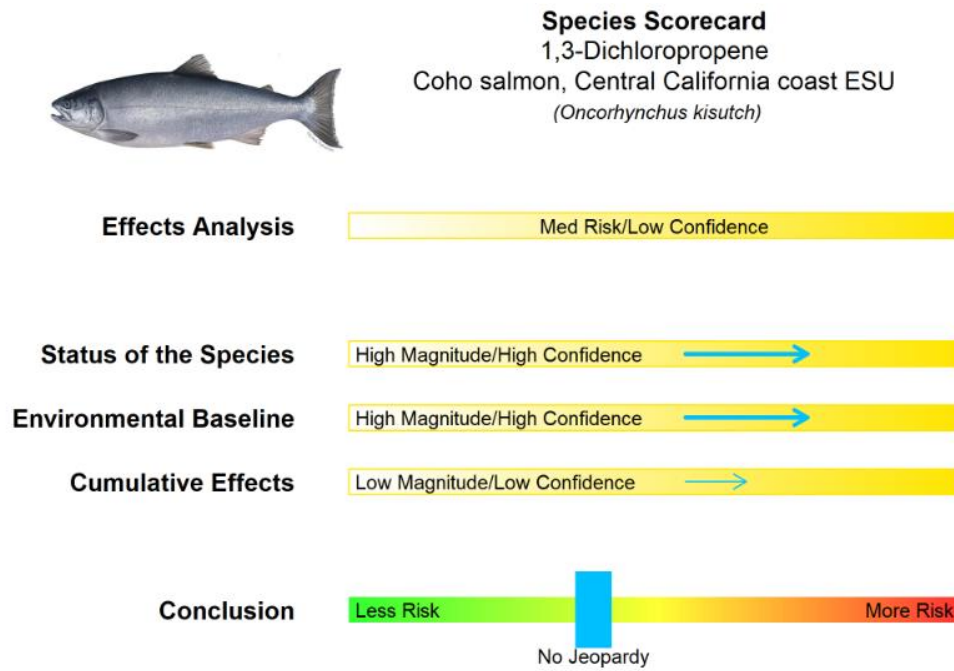 Species Scorecard
1,3-Dichloropropene
Coho salmon, Central California coast ESU
(Oncorhynchus kisutch)
Effects Analysis
Med Risk/Low Confidence
Status of the Species
High Magnitude/High Confidence
Environmental Baseline
High Magnitude/High Confidence
Cumulative Effects
Low Magnitude/Low Confidence
Conclusion
Less Risk
More Risk
No Jeopardy